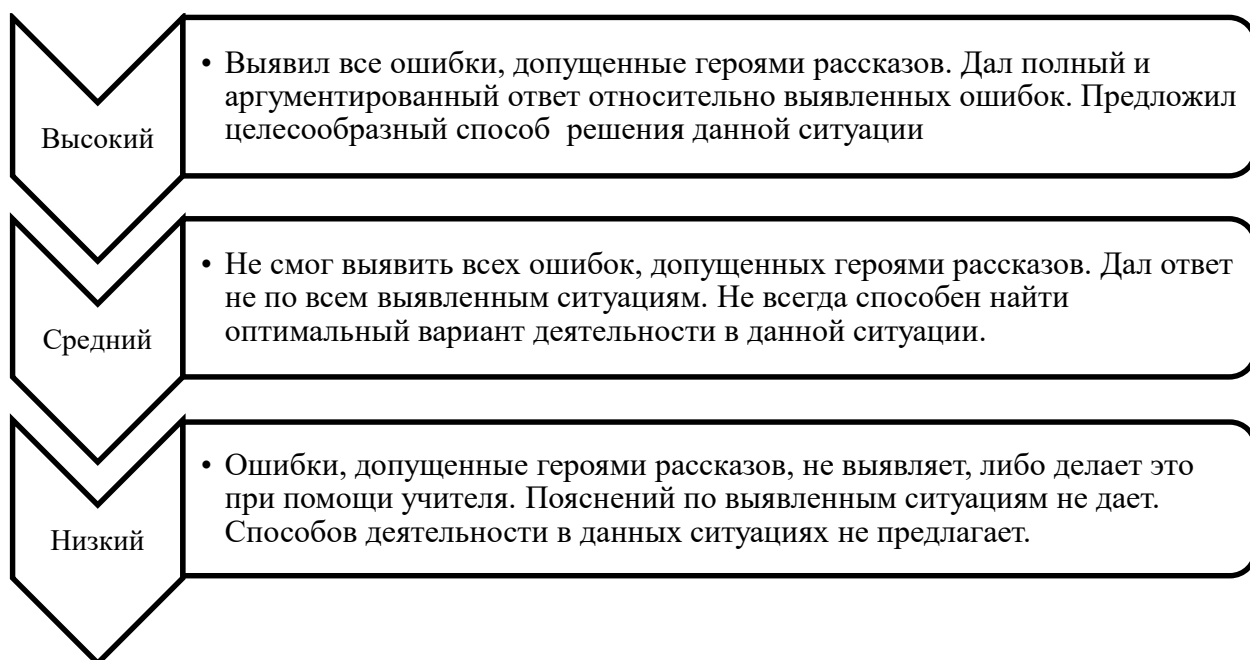 Высокий
• Выявил все ошибки, допущенные героями рассказов. Дал полный и
аргументированный ответ относительно выявленных ошибок. Предложил
целесообразный способ  решения данной ситуации
Средний
• Не смог выявить всех ошибок, допущенных героями рассказов. Дал ответ
не по всем выявленным ситуациям. Не всегда способен найти
оптимальный вариант деятельности в данной ситуации.
Низкий
• Ошибки, допущенные героями рассказов, не выявляет, либо делает это
при помощи учителя. Пояснений по выявленным ситуациям не дает.
Способов деятельности в данных ситуациях не предлагает.